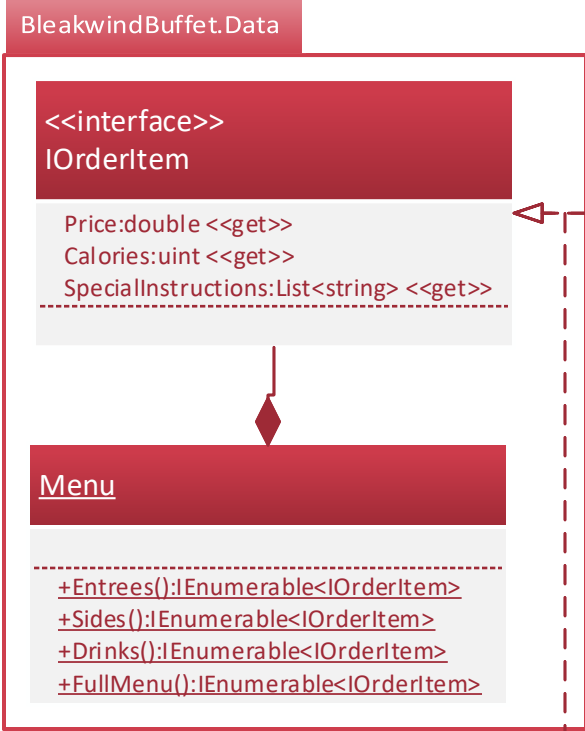 BleakwindBuffet.Data
<<interface>>
IOrderItem
Price:double <<get>>
Calories:uint <<get>>
SpecialInstructions:List<string> <<get>>
Menu
+Entrees():IEnumerable<IOrderItem>
+Sides():IEnumerable<IOrderItem>
+Drinks():IEnumerable<IOrderItem>
+FullMenu():IEnumerable<IOrderItem>